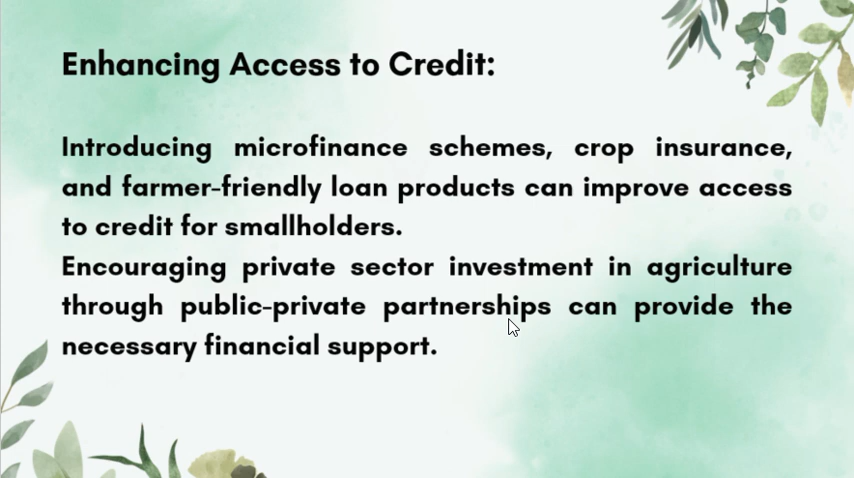 Enhancing Access to Credit:
Introducing microfinance schemes, crop insurance,
and farmer-friendly loan products can improve access
to credit for smallholders.
Encouraging private sector investment in agriculture
through public-private partnerships can provide the
necessary financial support.